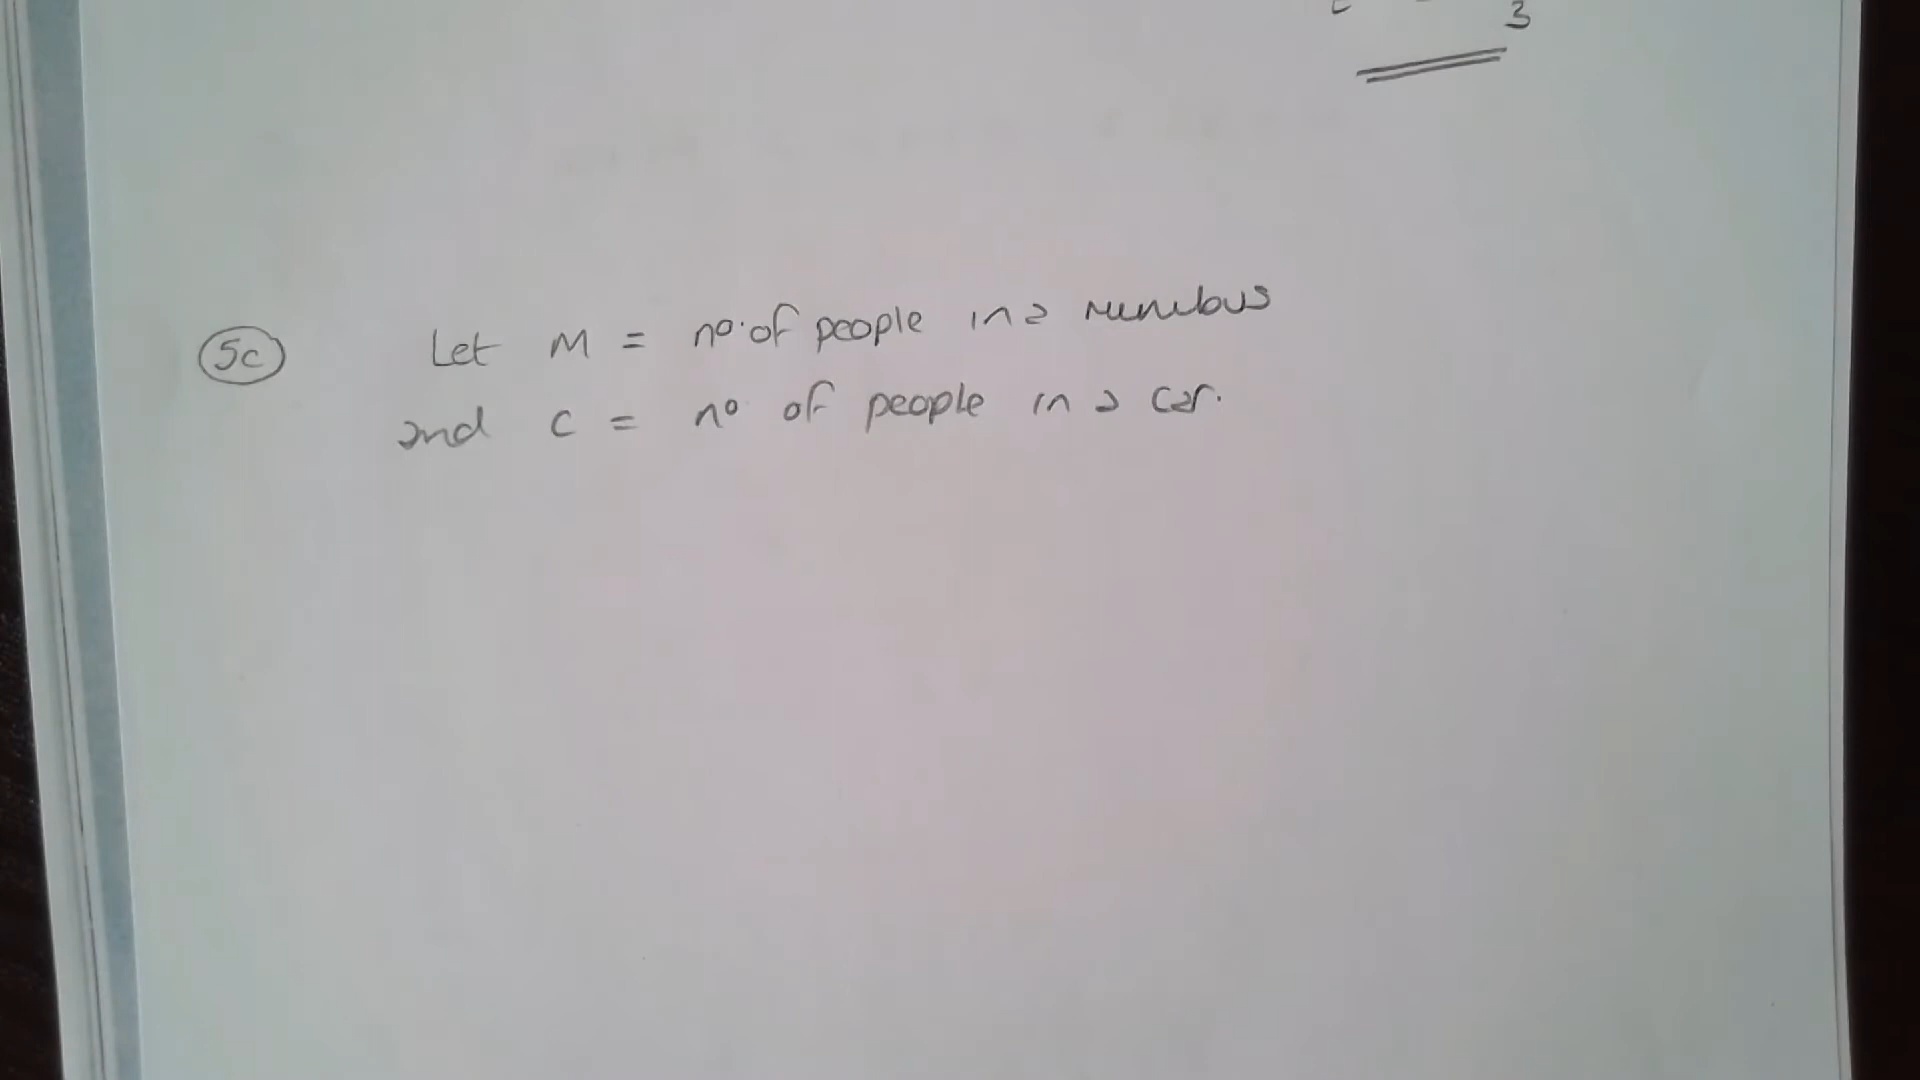 3
5c Let M = no. of people in a minibus
and C = no of people in a car.